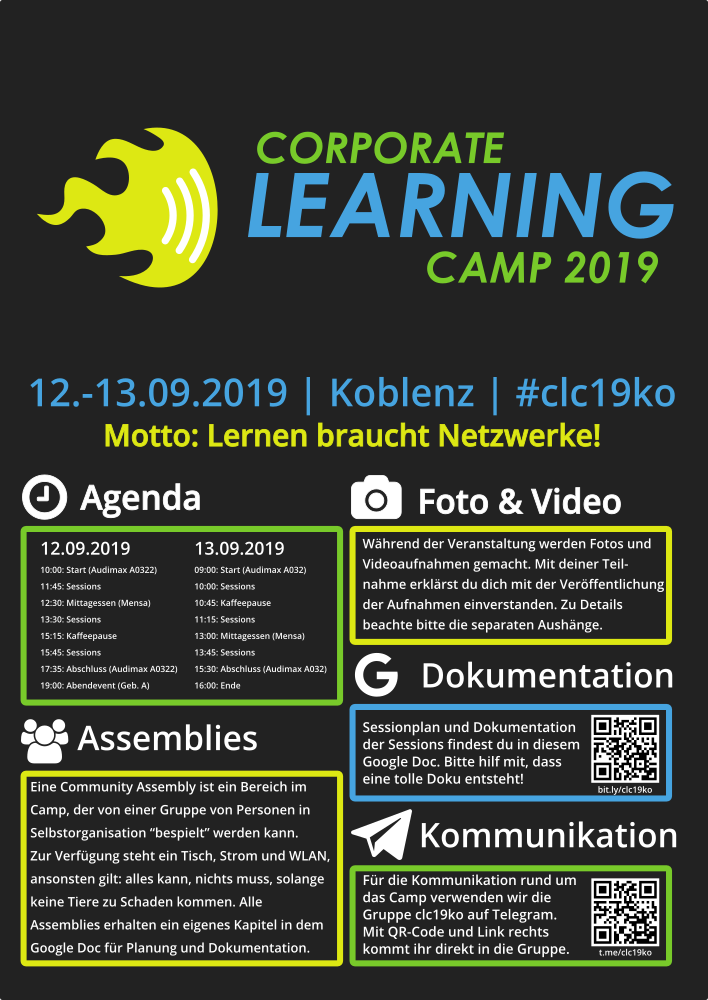 CORPORATE
LEARNING
CAMP 2019
12.-13.09.2019 | Koblenz | #clc19ko
Motto: Lernen braucht Netzwerke!
Agenda
12.09.2019
10:00: Start (Audimax A0322)
11:45: Sessions
12:30: Mittagessen (Mensa)
13:30: Sessions
15:15: Kaffeepause
15:45: Sessions
17:35: Abschluss (Audimax A0322)
19:00: Abendevent (Geb. A)
13.09.2019
09:00: Start (Audimax A032)
10:00: Sessions
10:45: Kaffeepause
11:15: Sessions
13:00: Mittagessen (Mensa)
13:45: Sessions
15:30: Abschluss (Audimax A032)
16:00: Ende
Assemblies
Eine Community Assembly ist ein Bereich im
Camp, der von einer Gruppe von Personen in
Selbstorganisation “bespielt” werden kann.
Zur Verfügung steht ein Tisch, Strom und WLAN,
ansonsten gilt: alles kann, nichts muss, solange
keine Tiere zu Schaden kommen. Alle
Assemblies erhalten ein eigenes Kapitel in dem
Google Doc für Planung und Dokumentation.
Foto & Video
Während der Veranstaltung werden Fotos und
Videoaufnahmen gemacht. Mit deiner Teil-
nahme erklärst du dich mit der Veröffentlichung
der Aufnahmen einverstanden. Zu Details
beachte bitte die separaten Aushänge.
G Dokumentation
Sessionplan und Dokumentation
der Sessions findest du in diesem
Google Doc. Bitte hilf mit, dass
eine tolle Doku entsteht!
bit.ly/clc19ko
Kommunikation
Für die Kommunikation rund um
das Camp verwenden wir die
Gruppe clc19ko auf Telegram.
Mit QR-Code und Link rechts
kommt ihr direkt in die Gruppe.
t.me/clc19ko